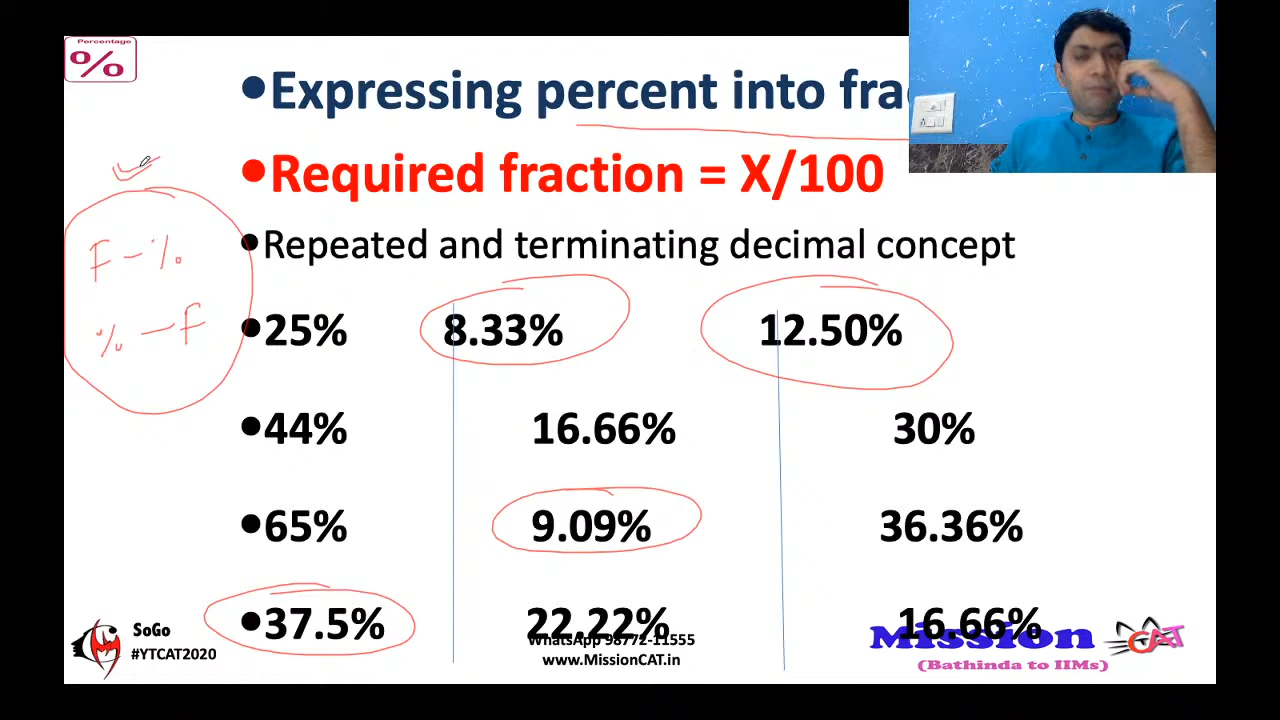 Percentage
%
•Expressing percent into fra
•Required fraction = X/100
•Repeated and terminating decimal concept
F – %
% – F
•25% 8.33% 12.50%
•44% 16.66% 30%
•65% 9.09% 36.36%
•37.5% 22.22% 16.66%
SoGo
#YTCAT2020
WhatsApp 98772-11555
www.MissionCAT.in
Mission CAT
(Bathinda to IIMs)